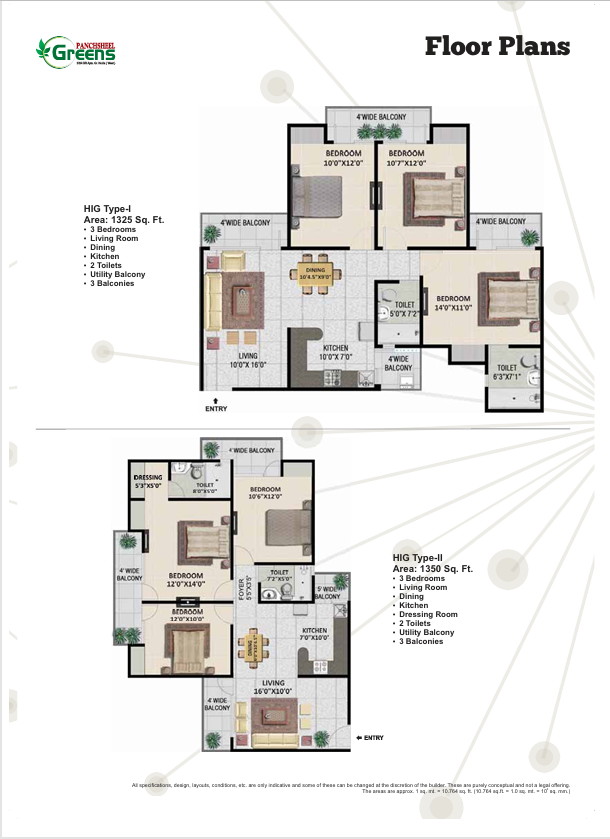 PANCHSHEEL
Greens
Floor Plans
HIG Type-I
Area: 1325 Sq. Ft.
• 3 Bedrooms
• Living Room
• Dining
• Kitchen
• 2 Toilets
• Utility Balcony
• 3 Balconies
4'WIDE BALCONY
BEDROOM
10'0"X12'0"
BEDROOM
10'7"X12'0"
4'WIDE BALCONY
4'WIDE BALCONY
DINING
10'4.5"X9'0"
TOILET
5'0"X 7'2"
BEDROOM
14'0"X11'0"
LIVING
10'0"X 16'0"
KITCHEN
10'0"X 7'0"
4'WIDE
BALCONY
TOILET
6'3"X7'1"
ENTRY
4'WIDE BALCONY
DRESSING
5'3"X5'0"
TOILET
8'0"X5'0"
BEDROOM
10'6"X12'0"
4' WIDE
BALCONY
BEDROOM
12'0"X14'0"
FOYER
5'5"X3'5"
TOILET
7'2"X5'0"
5' WIDE
BALCONY
BEDROOM
12'0"X10'0"
DINING
KITCHEN
7'0"X10'0"
LIVING
16'0"X10'0"
4' WIDE
BALCONY
ENTRY
HIG Type-II
Area: 1350 Sq. Ft.
• 3 Bedrooms
• Living Room
• Dining
• Kitchen
• Dressing Room
• 2 Toilets
• Utility Balcony
• 3 Balconies
All specifications, design, layouts, conditions, etc. are only indicative and some of these can be changed at the discretion of the builder. These are purely conceptual and not a legal offering.
The areas are approx. 1 sq. mt. = 10.764 sq. ft. (10.764 sq.ft. = 1.0 sq. mt. = 10⁶ sq. mm.)